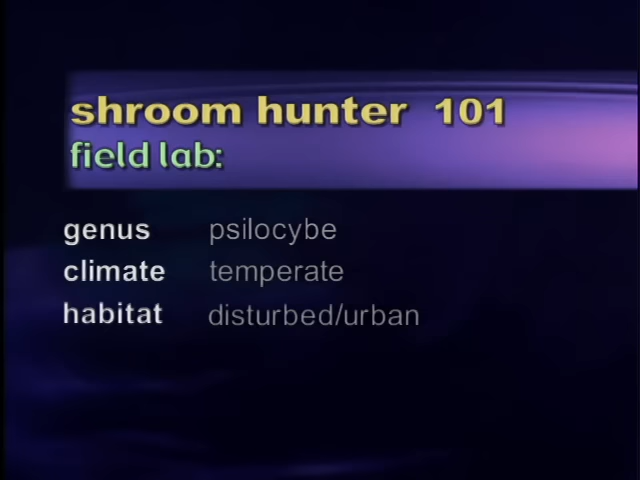 shroom hunter 101
field lab:
genus psilocybe
climate temperate
habitat disturbed/urban